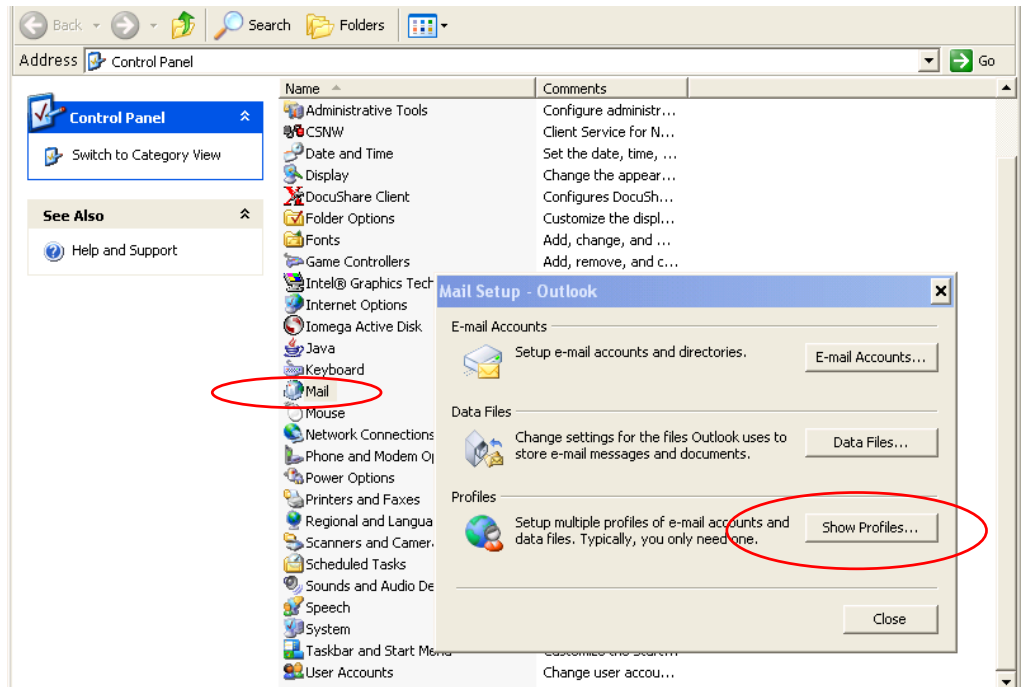 Back Search Folders
Address Control Panel Go
Control Panel
Switch to Category View
See Also
Help and Support
Name Comments
Administrative Tools Configure administr...
CSNW Client Service for N...
Date and Time Set the date, time, ...
Display Change the appear...
DocuShare Client Configures DocuSh...
Folder Options Customize the displ...
Fonts Add, change, and ...
Game Controllers Add, remove, and c...
Intel® Graphics Tech
Internet Options
Iomega Active Disk
Java
Keyboard
Mail
Mouse
Network Connections
Phone and Modem Op
Power Options
Printers and Faxes
Regional and Langua
Scanners and Camer
Scheduled Tasks
Sounds and Audio De
Speech
System
Taskbar and Start Menu Customize the Start...
User Accounts Change user accou...
Mail Setup - Outlook
E-mail Accounts
Setup e-mail accounts and directories. E-mail Accounts...
Data Files
Change settings for the files Outlook uses to
store e-mail messages and documents.
Data Files...
Profiles
Setup multiple profiles of e-mail accounts and
data files. Typically, you only need one.
Show Profiles...
Close